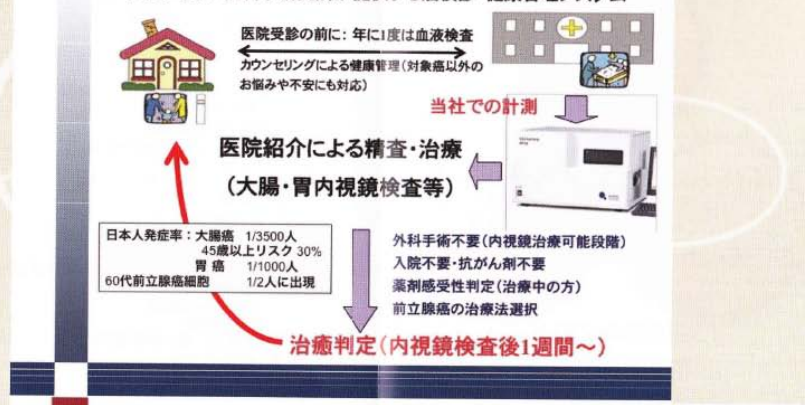 医院受診の前に: 年に1度は血液検査
カウンセリングによる健康管理(対象癌以外の
お悩みや不安にも対応)
当社での計測
医院紹介による精査・治療
(大腸・胃内視鏡検査等)
日本人発症率：大腸癌 1/3500人
45歳以上リスク 30%
胃 癌 1/1000人
60代前立腺癌細胞 1/2人に出現
外科手術不要(内視鏡治療可能段階)
入院不要・抗がん剤不要
薬剤感受性判定(治療中の方)
前立腺癌の治療法選択
治癒判定(内視鏡検査後1週間～)